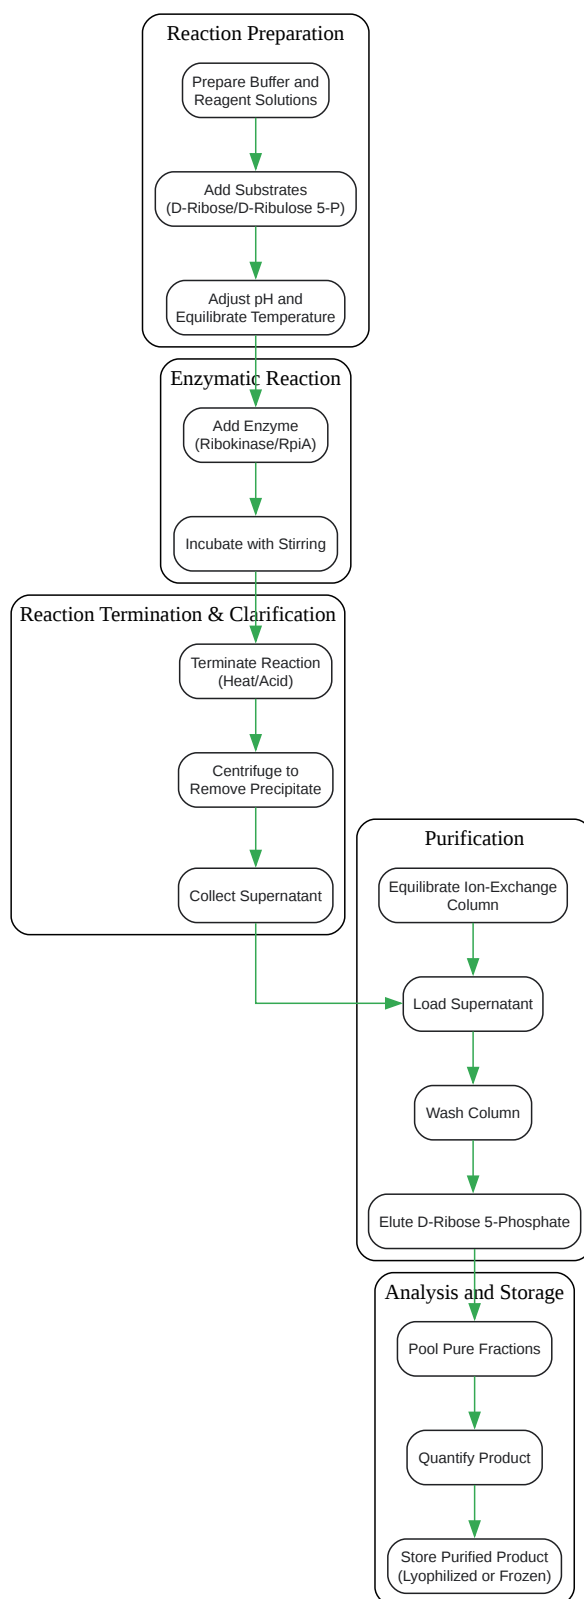 Reaction Preparation
Prepare Buffer and
Reagent Solutions
Add Substrates
(D-Ribose/D-Ribulose 5-P)
Adjust pH and
Equilibrate Temperature
Enzymatic Reaction
Add Enzyme
(Ribokinase/RpiA)
Incubate with Stirring
Reaction Termination & Clarification
Terminate Reaction
(Heat/Acid)
Centrifuge to
Remove Precipitate
Collect Supernatant
Purification
Equilibrate Ion-Exchange
Column
Load Supernatant
Wash Column
Elute D-Ribose 5-Phosphate
Analysis and Storage
Pool Pure Fractions
Quantify Product
Store Purified Product
(Lyophilized or Frozen)